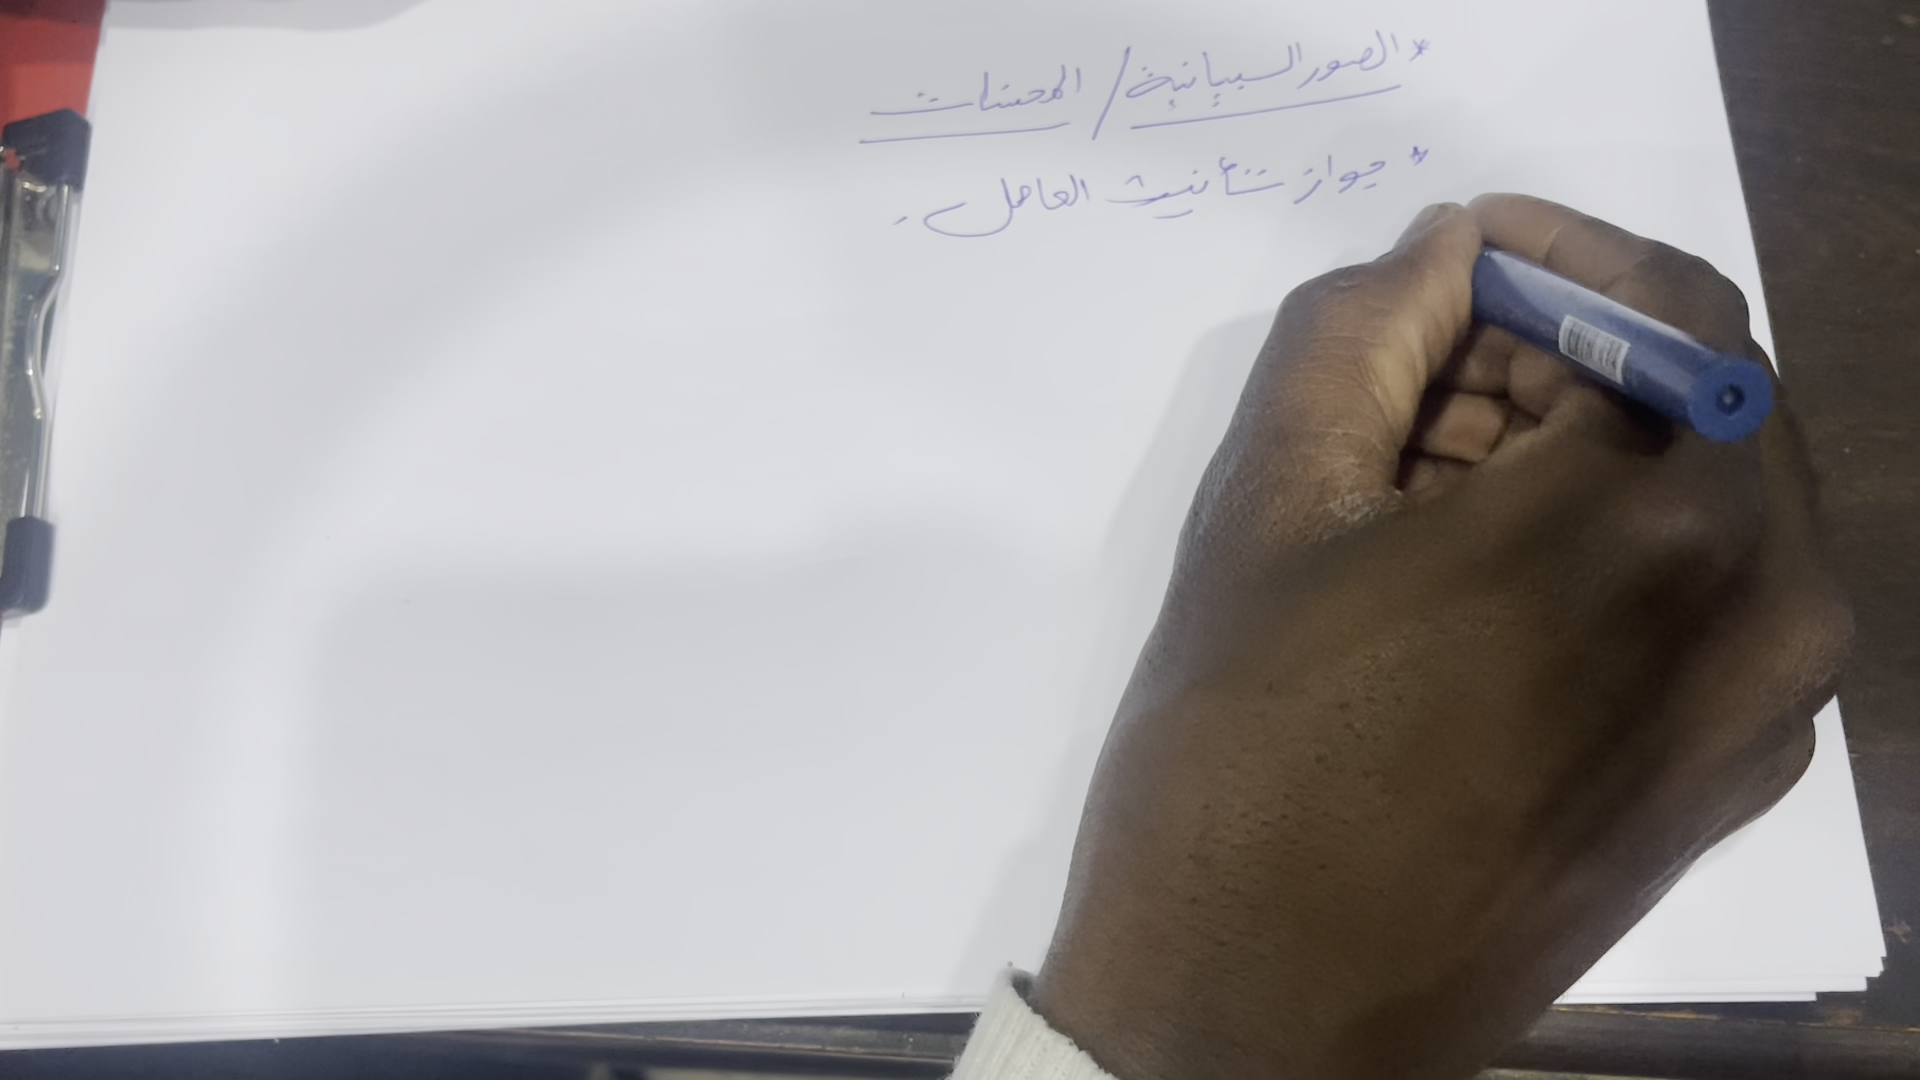 * الصور البيانية / المحسنات
* جواز تأنيث العامل.